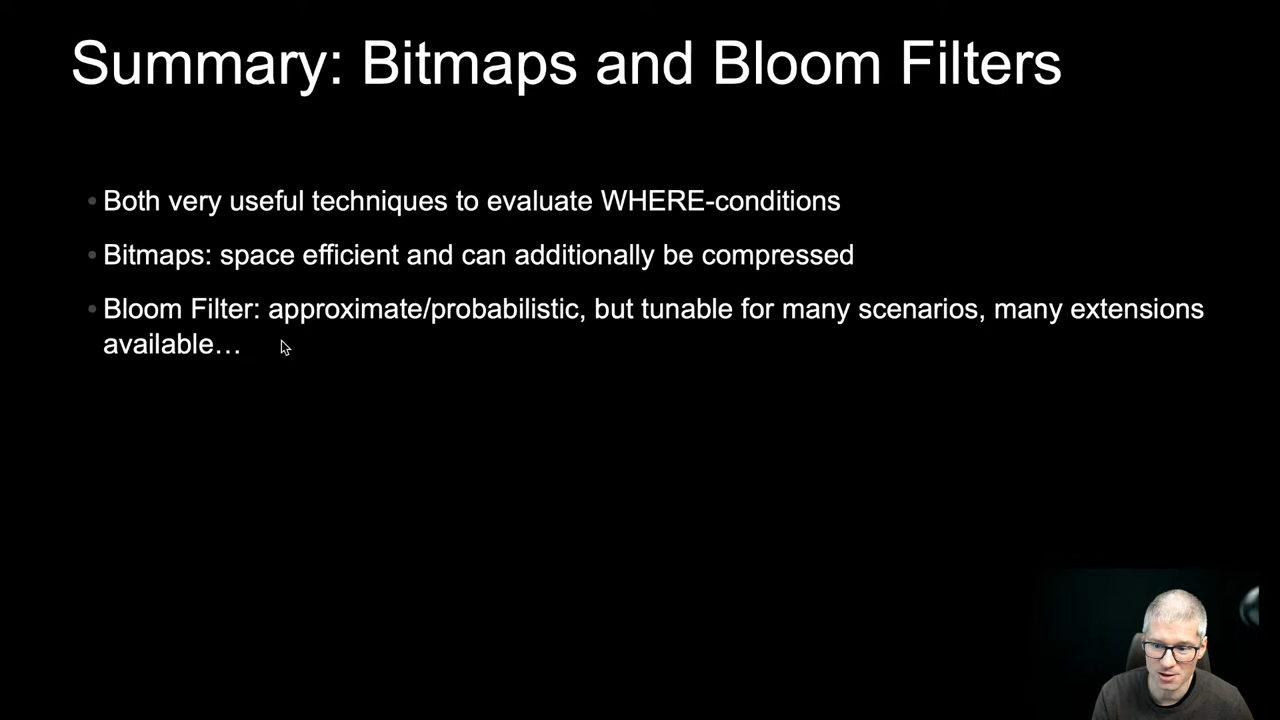 Summary: Bitmaps and Bloom Filters
• Both very useful techniques to evaluate WHERE-conditions
• Bitmaps: space efficient and can additionally be compressed
• Bloom Filter: approximate/probabilistic, but tunable for many scenarios, many extensions
available…